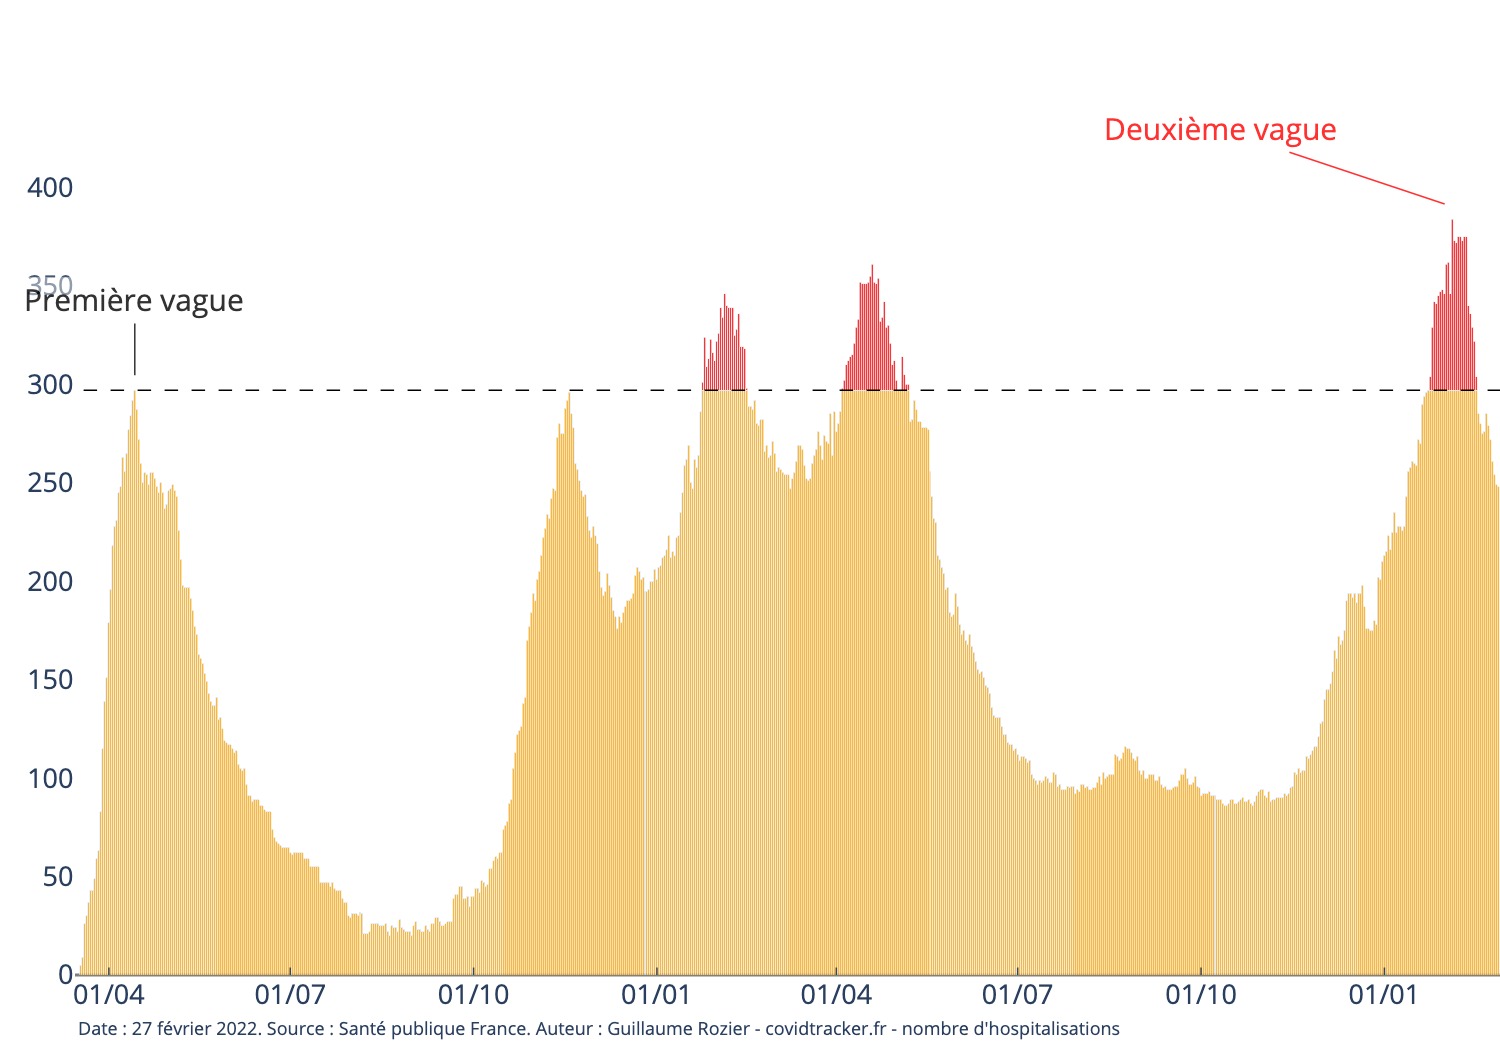 Deuxième vague
400
350
Première vague
300
250
200
150
100
50
0
01/04 01/07 01/10 01/01 01/04 01/07 01/10 01/01
Date : 27 février 2022. Source : Santé publique France. Auteur : Guillaume Rozier - covidtracker.fr - nombre d'hospitalisations